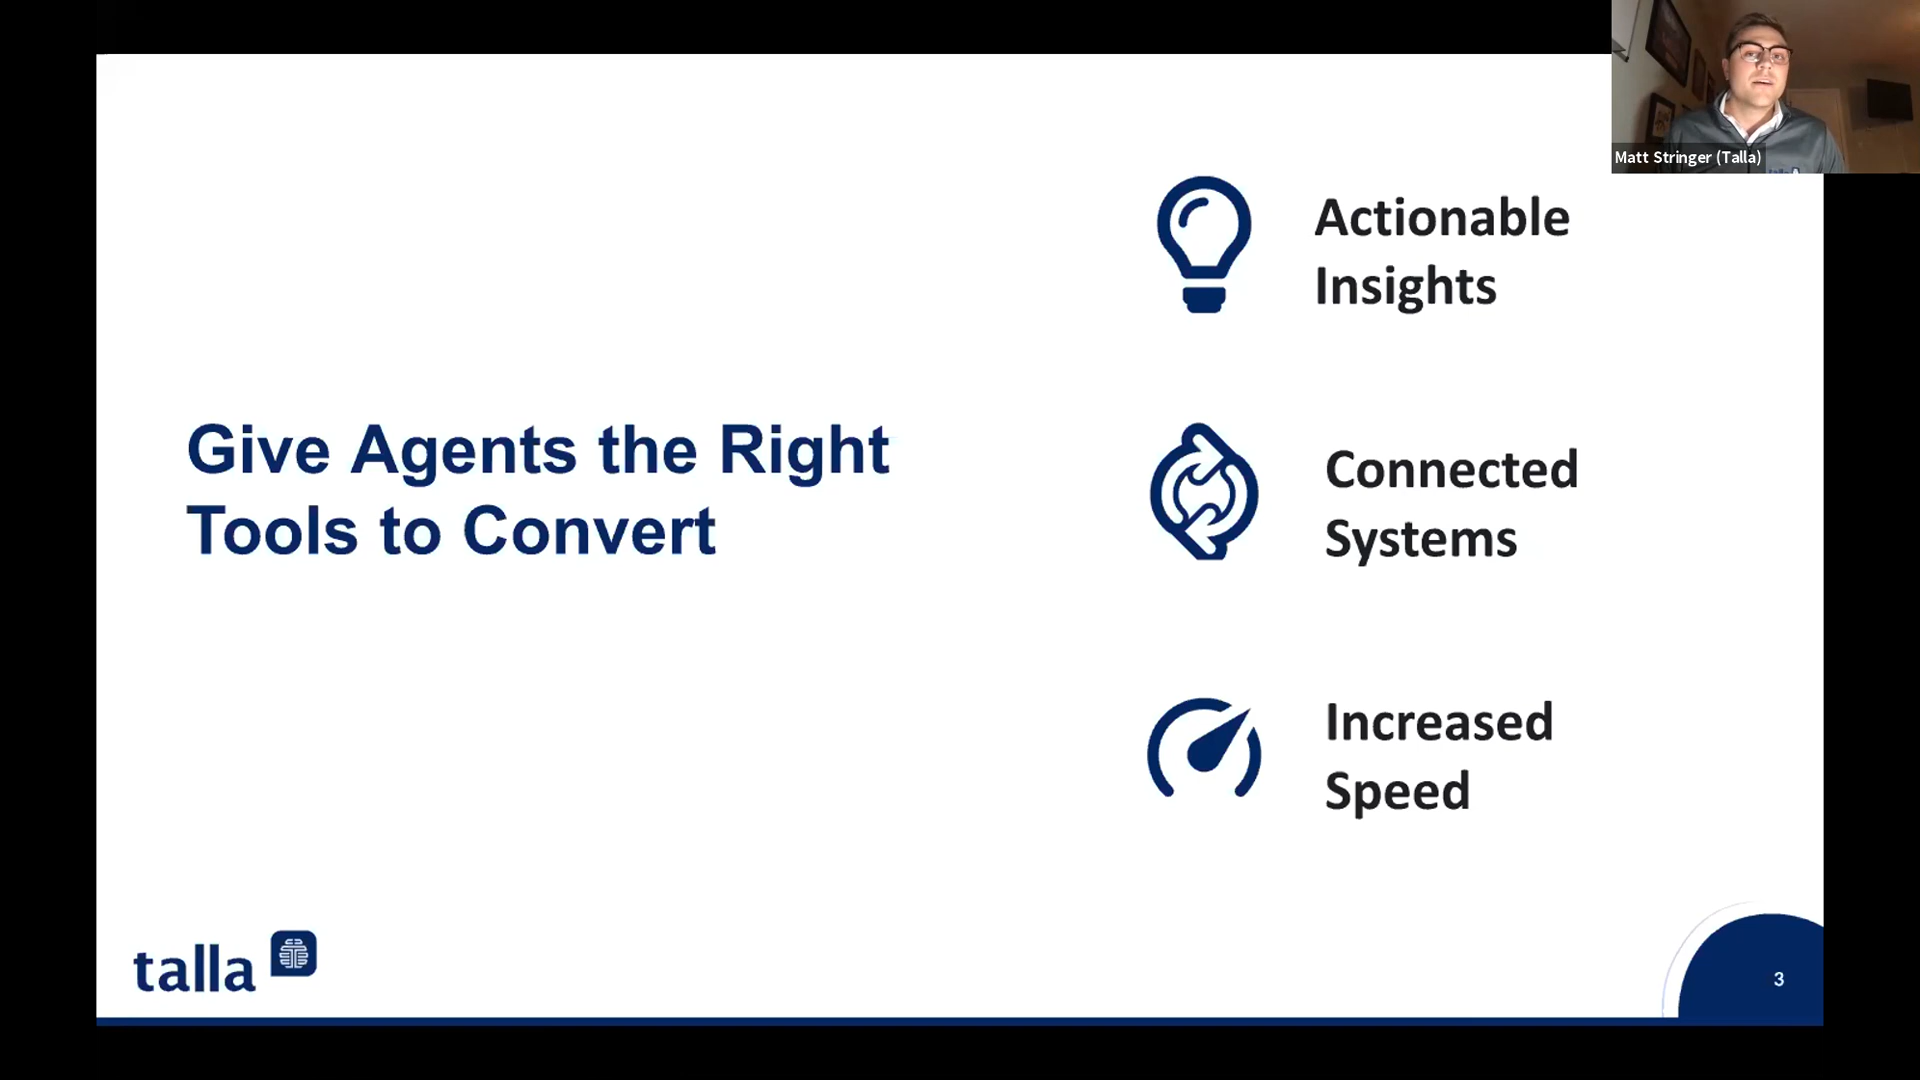 Matt Stringer (Talla)
Give Agents the Right
Tools to Convert
Actionable
Insights
Connected
Systems
Increased
Speed
talla
3